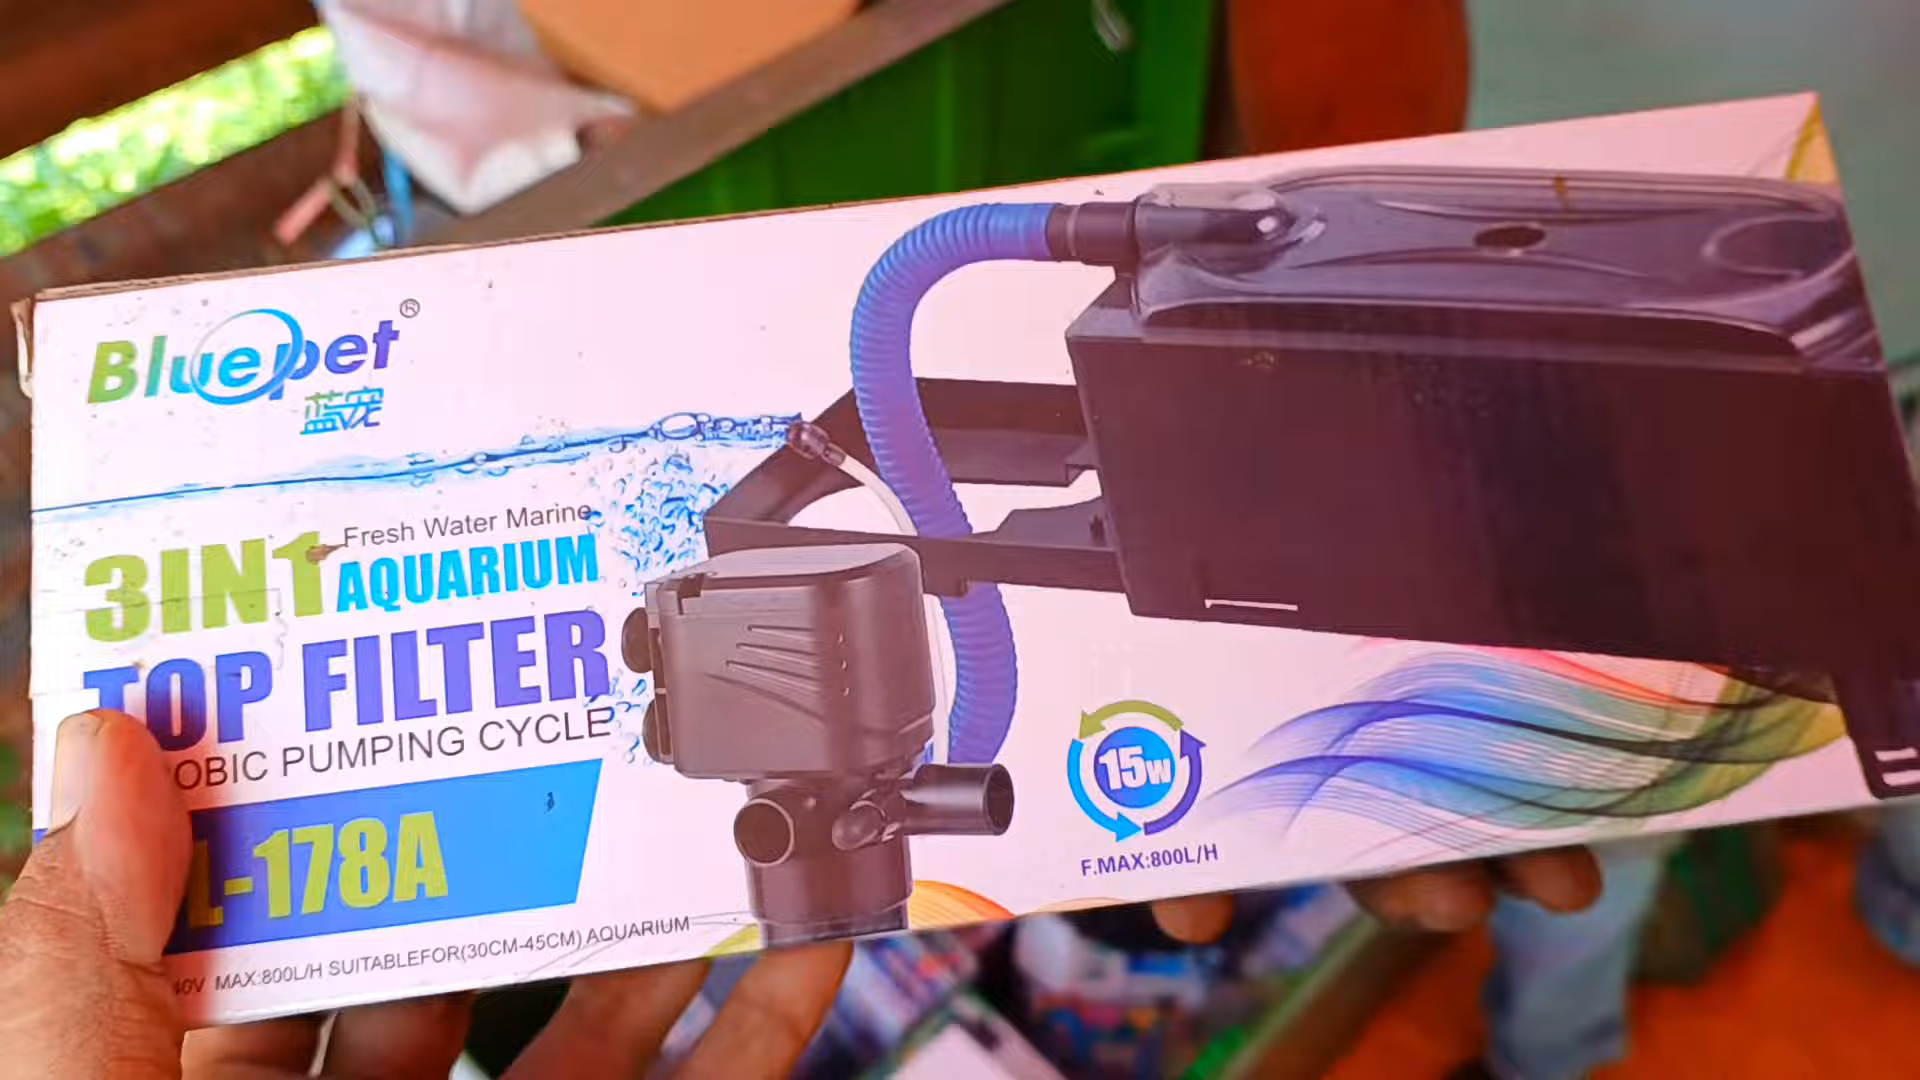 Bluepet®
蓝宠
Fresh Water Marine
3IN1 AQUARIUM
TOP FILTER
OBIC PUMPING CYCLE
L-178A
40V MAX:800L/H SUITABLEFOR(30CM-45CM) AQUARIUM
15w
F.MAX:800L/H